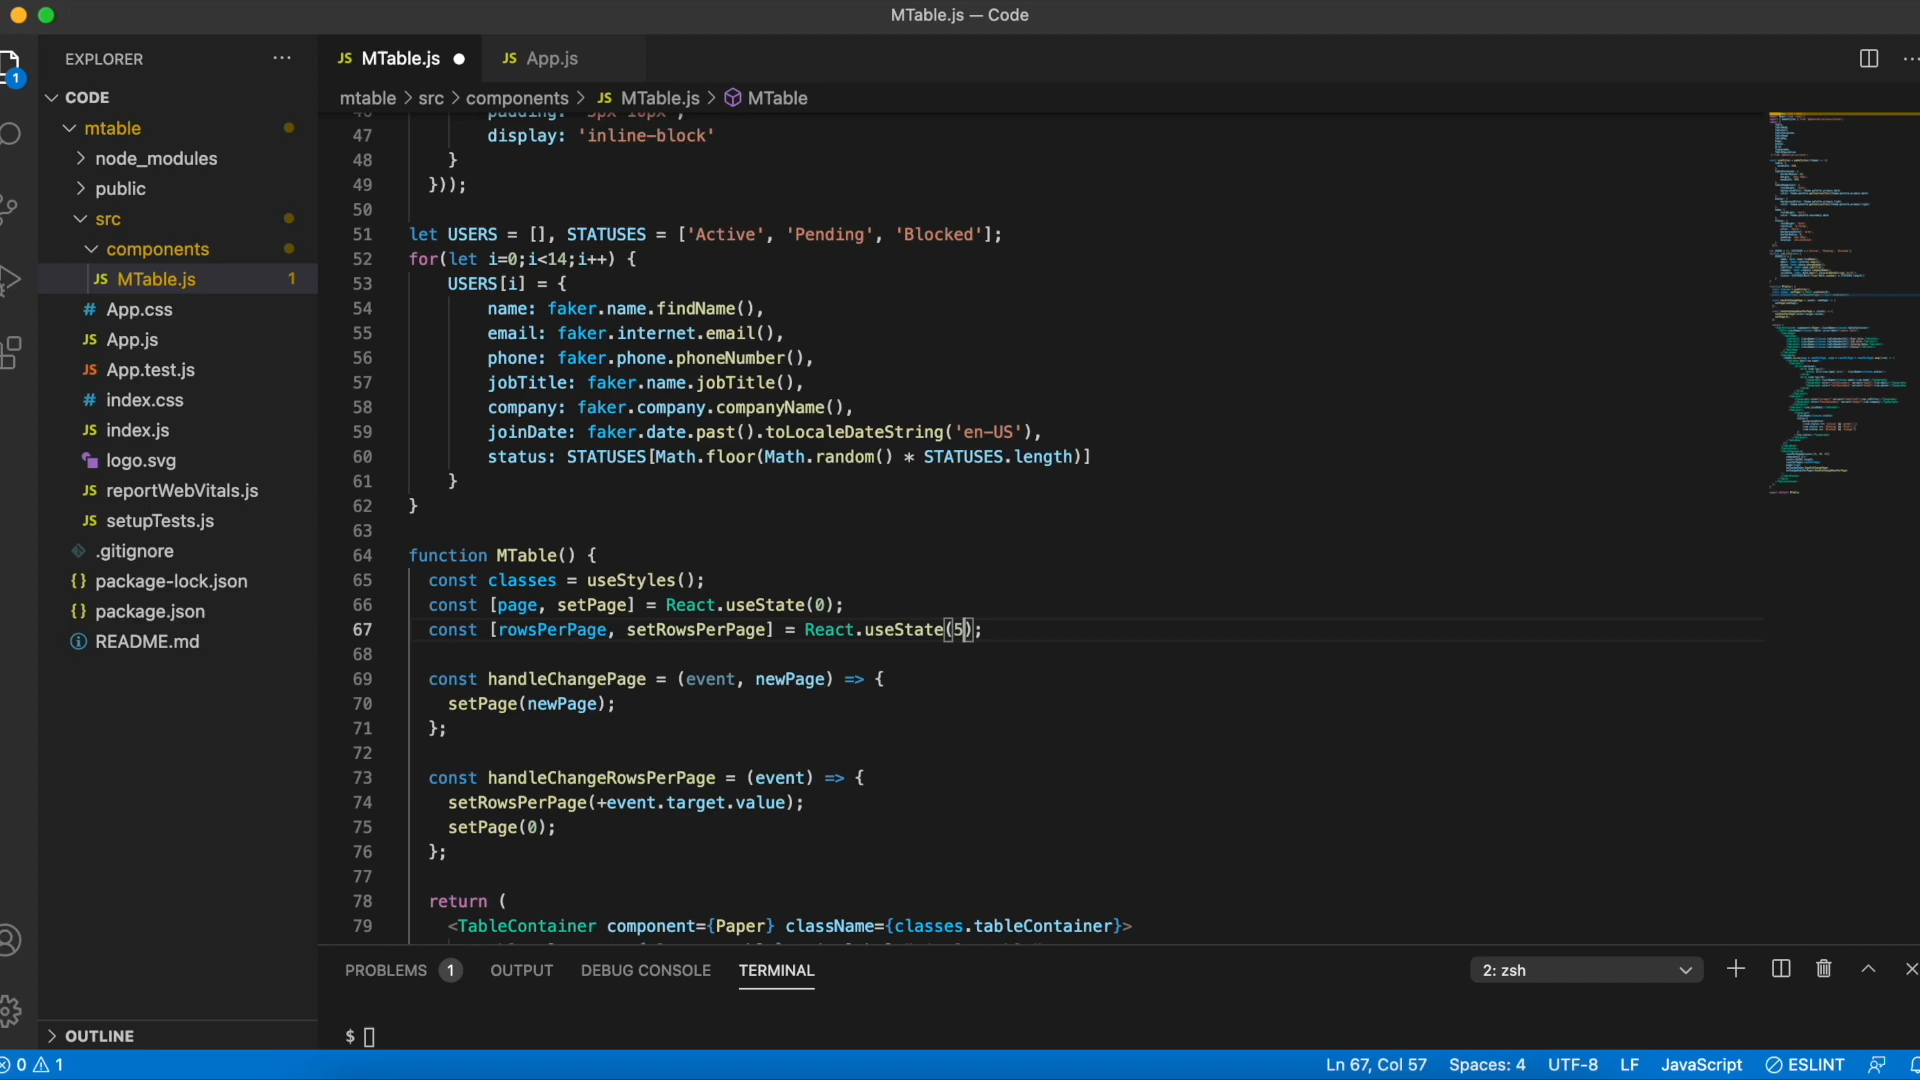 MTable.js — Code
EXPLORER
JS MTable.js
JS App.js
1
CODE
mtable > src > components > JS MTable.js > MTable
mtable
node_modules
public
src
components
JS MTable.js 1
# App.css
JS App.js
JS App.test.js
# index.css
JS index.js
logo.svg
JS reportWebVitals.js
JS setupTests.js
.gitignore
{} package-lock.json
{} package.json
README.md
OUTLINE
47 display: 'inline-block'
48 }
49 }));
50
51 let USERS = [], STATUSES = ['Active', 'Pending', 'Blocked'];
52 for(let i=0;i<14;i++) {
53 USERS[i] = {
54 name: faker.name.findName(),
55 email: faker.internet.email(),
56 phone: faker.phone.phoneNumber(),
57 jobTitle: faker.name.jobTitle(),
58 company: faker.company.companyName(),
59 joinDate: faker.date.past().toLocaleDateString('en-US'),
60 status: STATUSES[Math.floor(Math.random() * STATUSES.length)]
61 }
62 }
63
64 function MTable() {
65 const classes = useStyles();
66 const [page, setPage] = React.useState(0);
67 const [rowsPerPage, setRowsPerPage] = React.useState(5);
68
69 const handleChangePage = (event, newPage) => {
70 setPage(newPage);
71 };
72
73 const handleChangeRowsPerPage = (event) => {
74 setRowsPerPage(+event.target.value);
75 setPage(0);
76 };
77
78 return (
79 <TableContainer component={Paper} className={classes.tableContainer}>
PROBLEMS 1 OUTPUT DEBUG CONSOLE TERMINAL
2: zsh
$
0 1
Ln 67, Col 57 Spaces: 4 UTF-8 LF JavaScript ESLINT